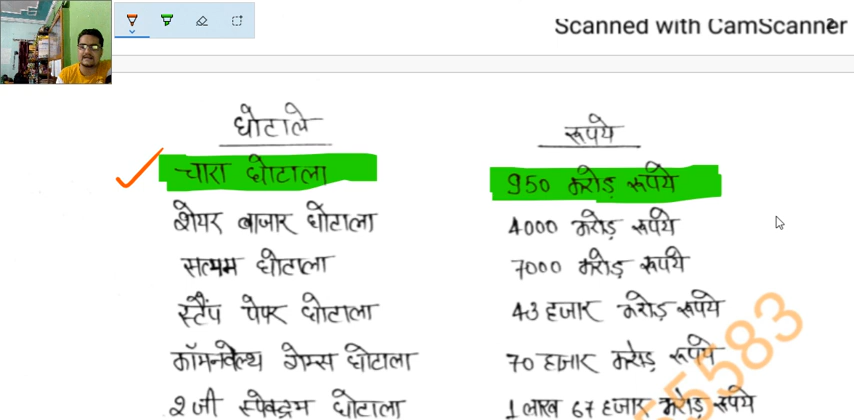 Scanned with CamScanner
घोटाले रूपये
चारा घोटाला 950 करोड़ रूपये
शेयर बाजार घोटाला 4000 करोड़ रूपये
सत्यम घोटाला 7000 करोड़ रूपये
स्टैंप पेपर घोटाला 43 हजार करोड़ रूपये
कॉमनवेल्थ गेम्स घोटाला 70 हजार करोड़ रूपये
2 जी स्पेक्ट्रम घोटाला 1 लाख 67 हजार करोड़ रूपये
5583